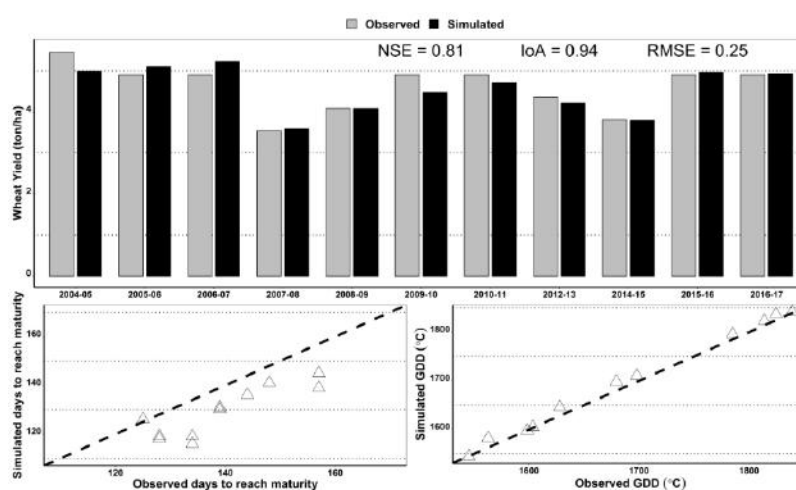 Observed Simulated
NSE = 0.81 IoA = 0.94 RMSE = 0.25
Wheat Yield (ton/ha)
4
2
0
2004-05 2005-06 2006-07 2007-08 2008-09 2009-10 2010-11 2012-13 2014-15 2015-16 2016-17
Simulated days to reach maturity
160
140
120
120 140 160
Observed days to reach maturity
Simulated GDD (°C)
1800
1700
1600
1600 1700 1800
Observed GDD (°C)